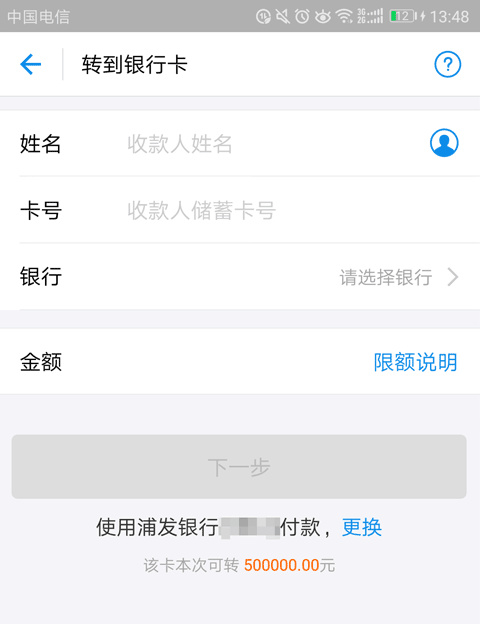 中国电信 3G 2G 12 13:48
转到银行卡 ?
姓名 收款人姓名
卡号 收款人储蓄卡号
银行 请选择银行
金额 限额说明
下一步
使用浦发银行付款，更换
该卡本次可转 500000.00元